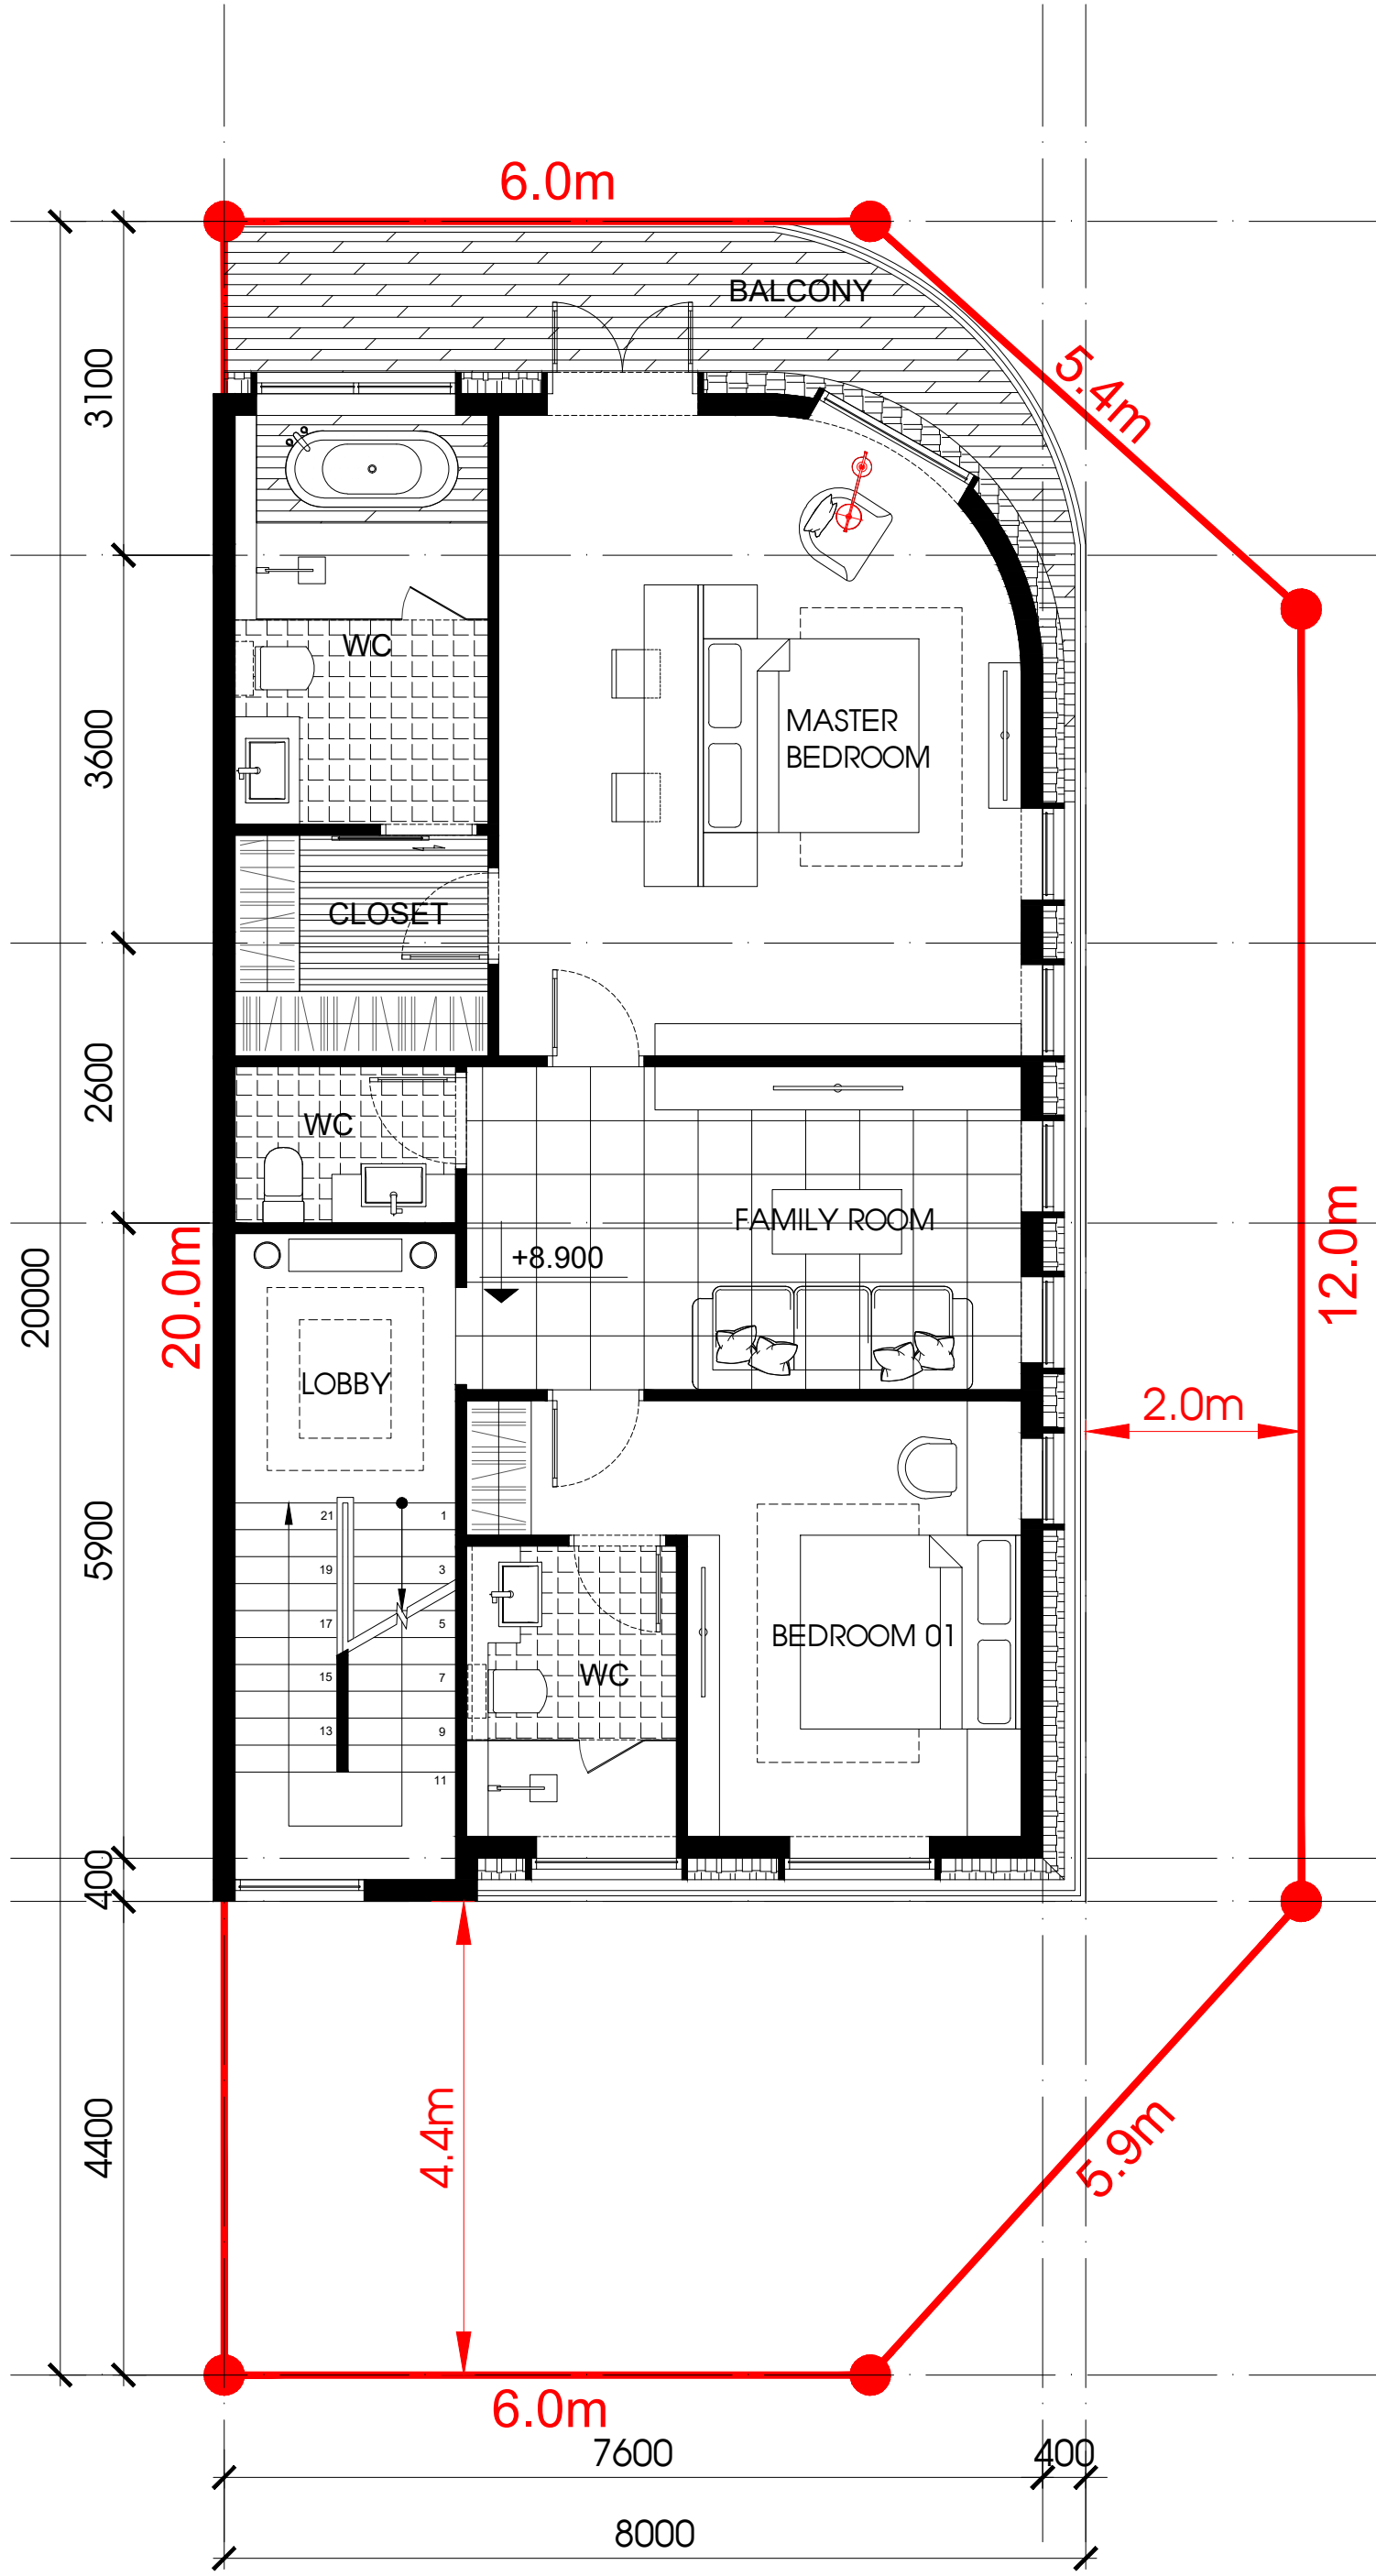 6.0m
BALCONY
5.4m
3100
WC
MASTER
BEDROOM
3600
CLOSET
2600
WC
12.0m
FAMILY ROOM
+8.900
20.0m
20000
LOBBY
2.0m
21
1
19
3
5900
17
5
BEDROOM 01
WC
15
7
13
9
11
400
4.4m
4400
5.9m
6.0m
7600
400
8000